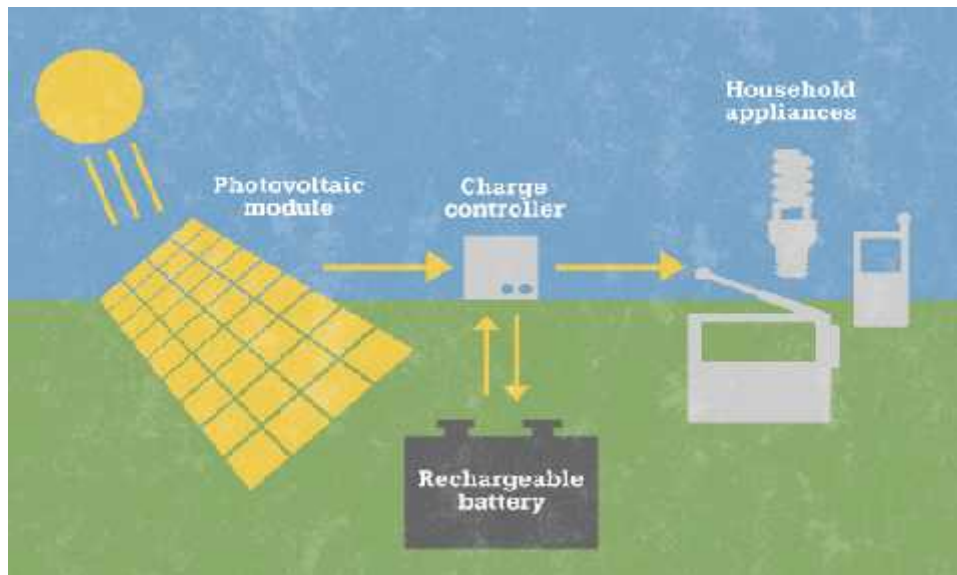 Household
appliances
Photovoltaic
module
Charge
controller
Rechargeable
battery